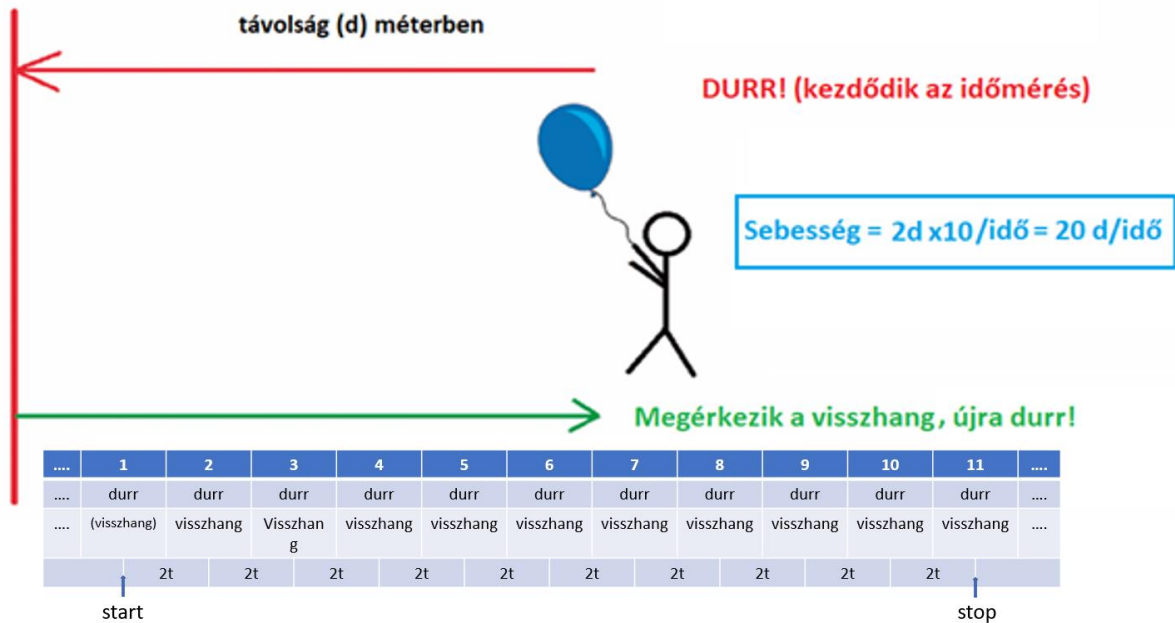 távolság (d) méterben
DURR! (kezdődik az időmérés)
Sebesség = 2d x10/idő = 20 d/idő
Megérkezik a visszhang, újra durr!
.... 1 2 3 4 5 6 7 8 9 10 11 ....
.... durr durr durr durr durr durr durr durr durr durr durr ....
.... (visszhang) visszhang Visszhan visszhang visszhang visszhang visszhang visszhang visszhang visszhang visszhang ....
g
2t 2t 2t 2t 2t 2t 2t 2t 2t 2t
start stop